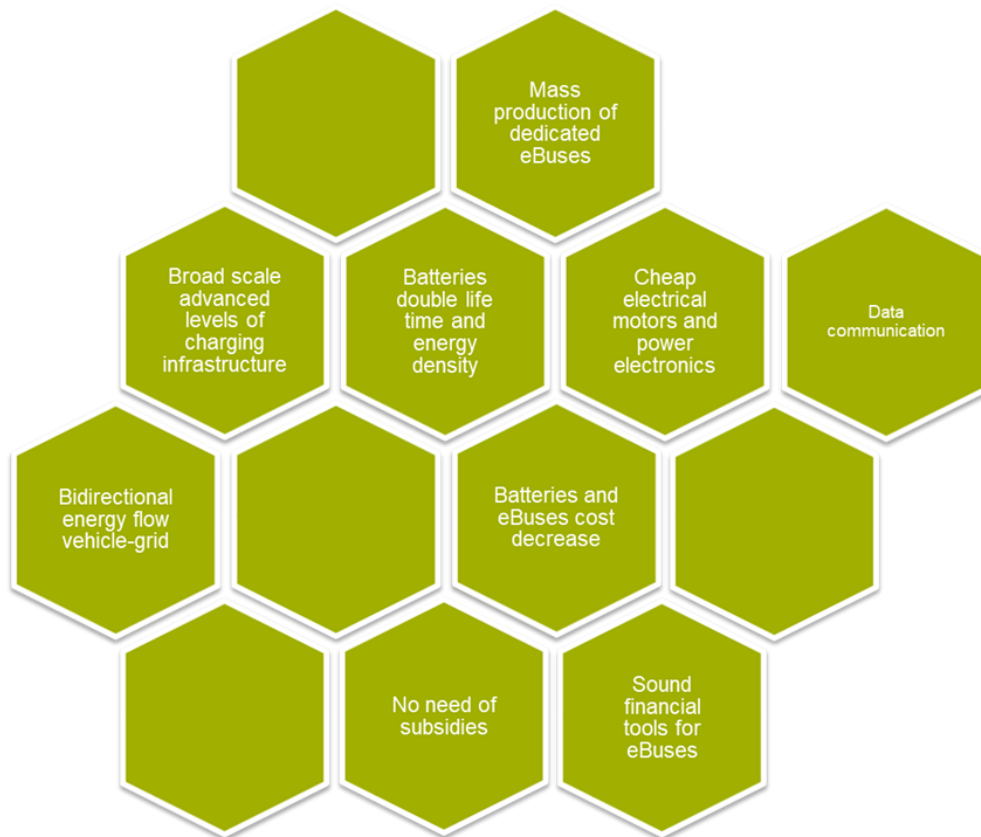 Mass
production of
dedicated
eBuses
Broad scale
advanced
levels of
charging
infrastructure
Batteries
double life
time and
energy
density
Cheap
electrical
motors and
power
electronics
Data
communication
Bidirectional
energy flow
vehicle-grid
Batteries and
eBuses cost
decrease
No need of
subsidies
Sound
financial
tools for
eBuses